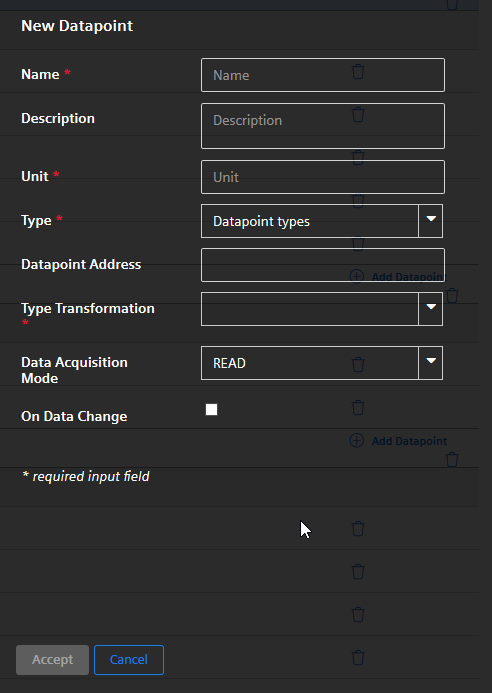 New Datapoint
Name *
Name
Description
Description
Unit *
Unit
Type *
Datapoint types
Datapoint Address
Add Datapoint
Type Transformation
*
Data Acquisition
Mode
READ
On Data Change
Add Datapoint
* required input field
Accept
Cancel